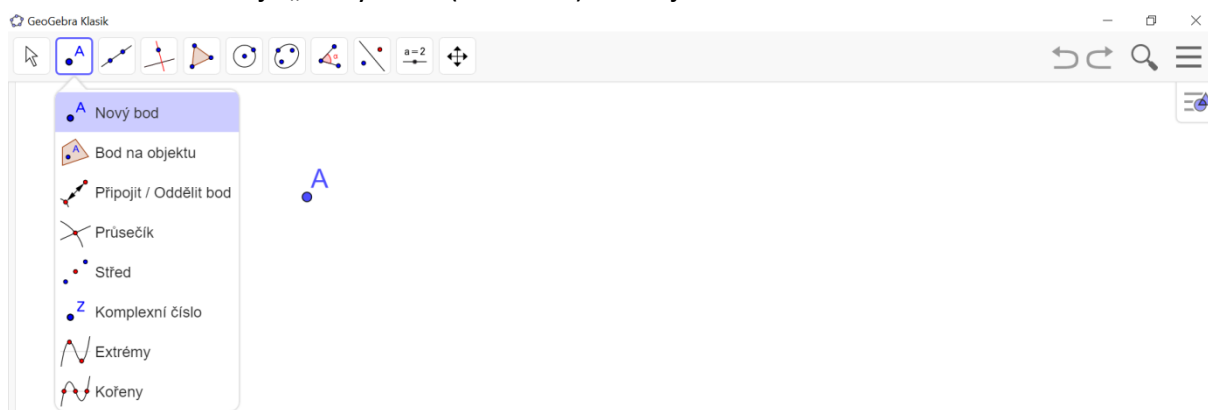 GeoGebra Klasik
A
a=2
Nový bod
A
Bod na objektu
A
Připojit / Oddělit bod
Průsečík
Střed
Z
Komplexní číslo
Extrémy
Kořeny
A